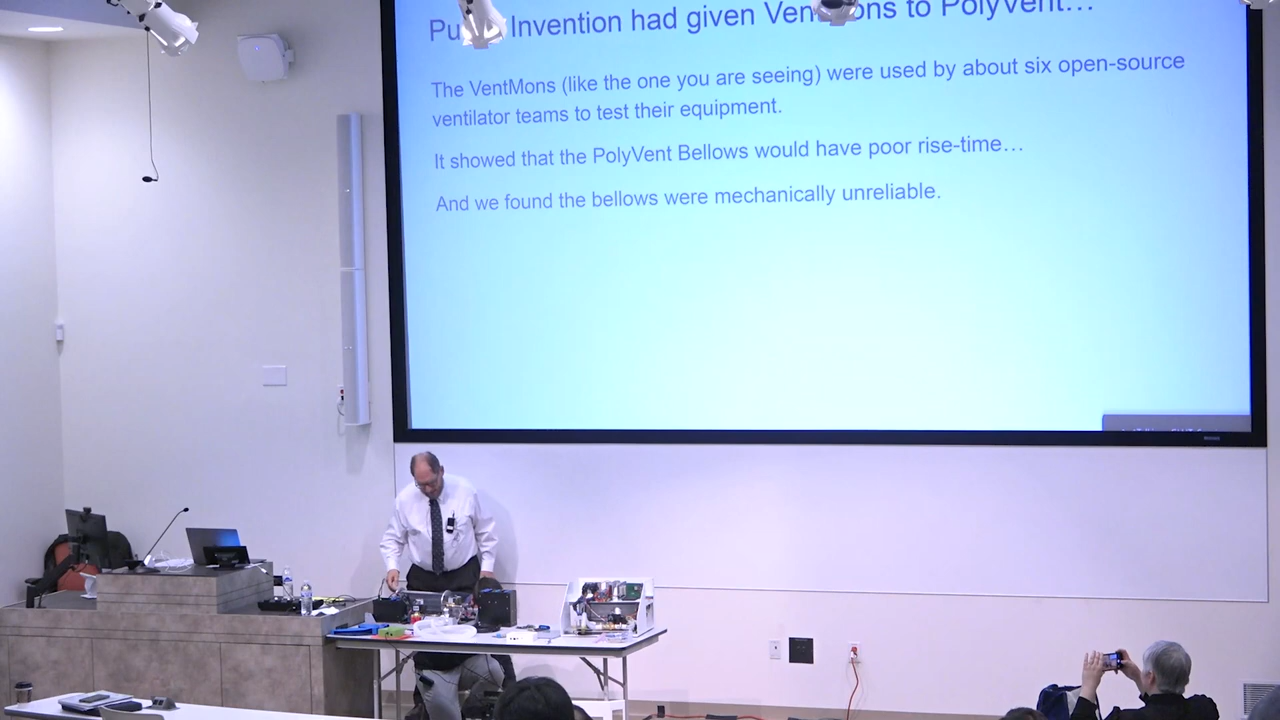 Invention had given to PolyVent…
The VentMons (like the one you are seeing) were used by about six open-source
ventilator teams to test their equipment.
It showed that the PolyVent Bellows would have poor rise-time…
And we found the bellows were mechanically unreliable.